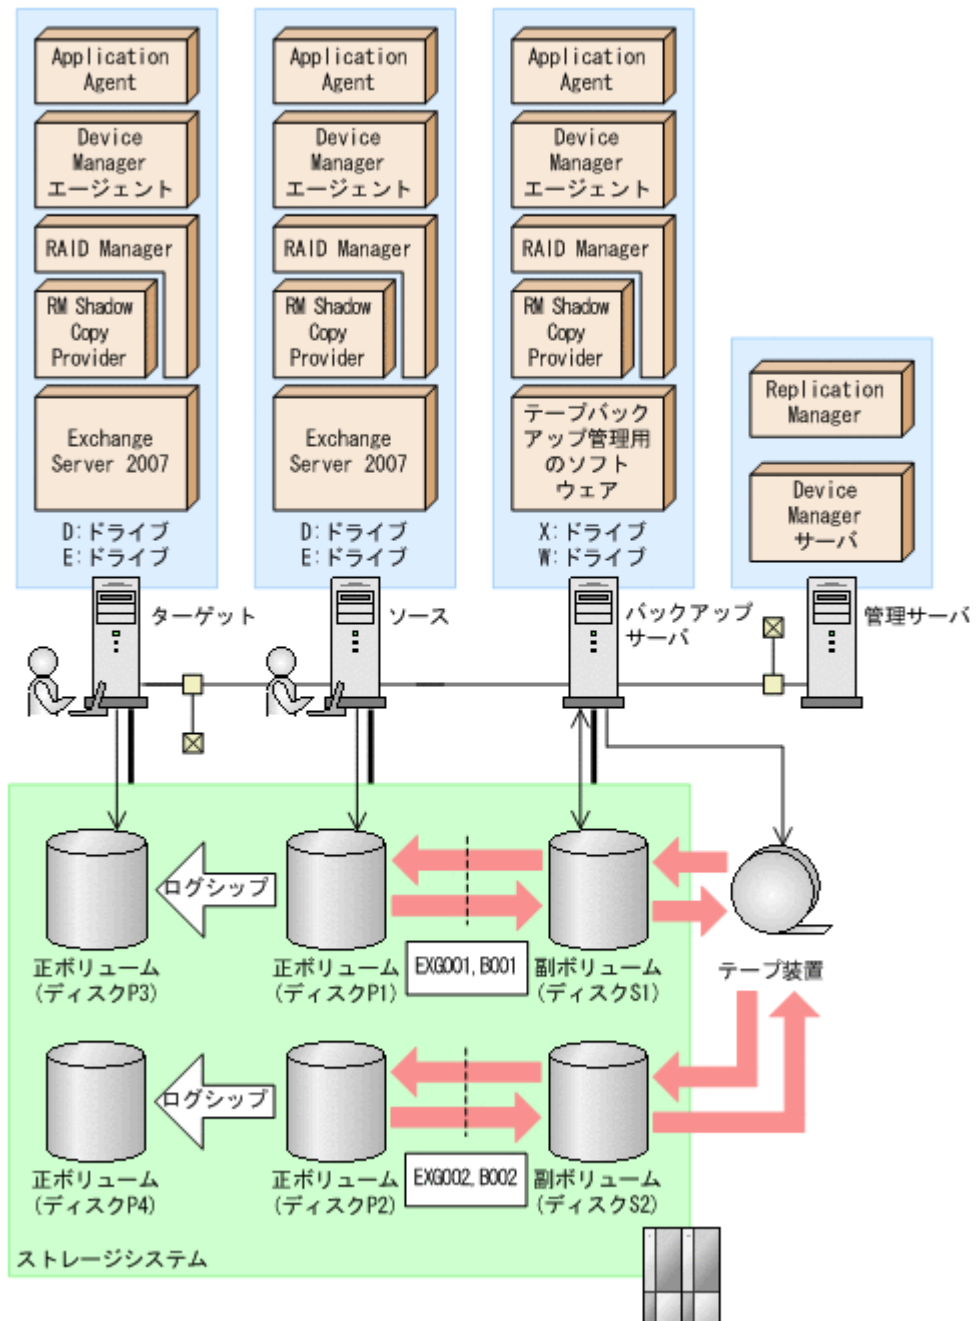 Application
Agent
Device
Manager
エージェント
RAID Manager
RM Shadow
Copy
Provider
Exchange
Server 2007
D:ドライブ
E:ドライブ
ターゲット
Application
Agent
Device
Manager
エージェント
RAID Manager
RM Shadow
Copy
Provider
Exchange
Server 2007
D:ドライブ
E:ドライブ
ソース
Application
Agent
Device
Manager
エージェント
RAID Manager
RM Shadow
Copy
Provider
テープバック
アップ管理用
のソフト
ウェア
X:ドライブ
W:ドライブ
バックアップ
サーバ
Replication
Manager
Device
Manager
サーバ
管理サーバ
ログシップ
正ボリューム
(ディスクP3)
正ボリューム
(ディスクP1)
EXG001,B001
副ボリューム
(ディスクS1)
テープ装置
ログシップ
正ボリューム
(ディスクP4)
正ボリューム
(ディスクP2)
EXG002,B002
副ボリューム
(ディスクS2)
ストレージシステム